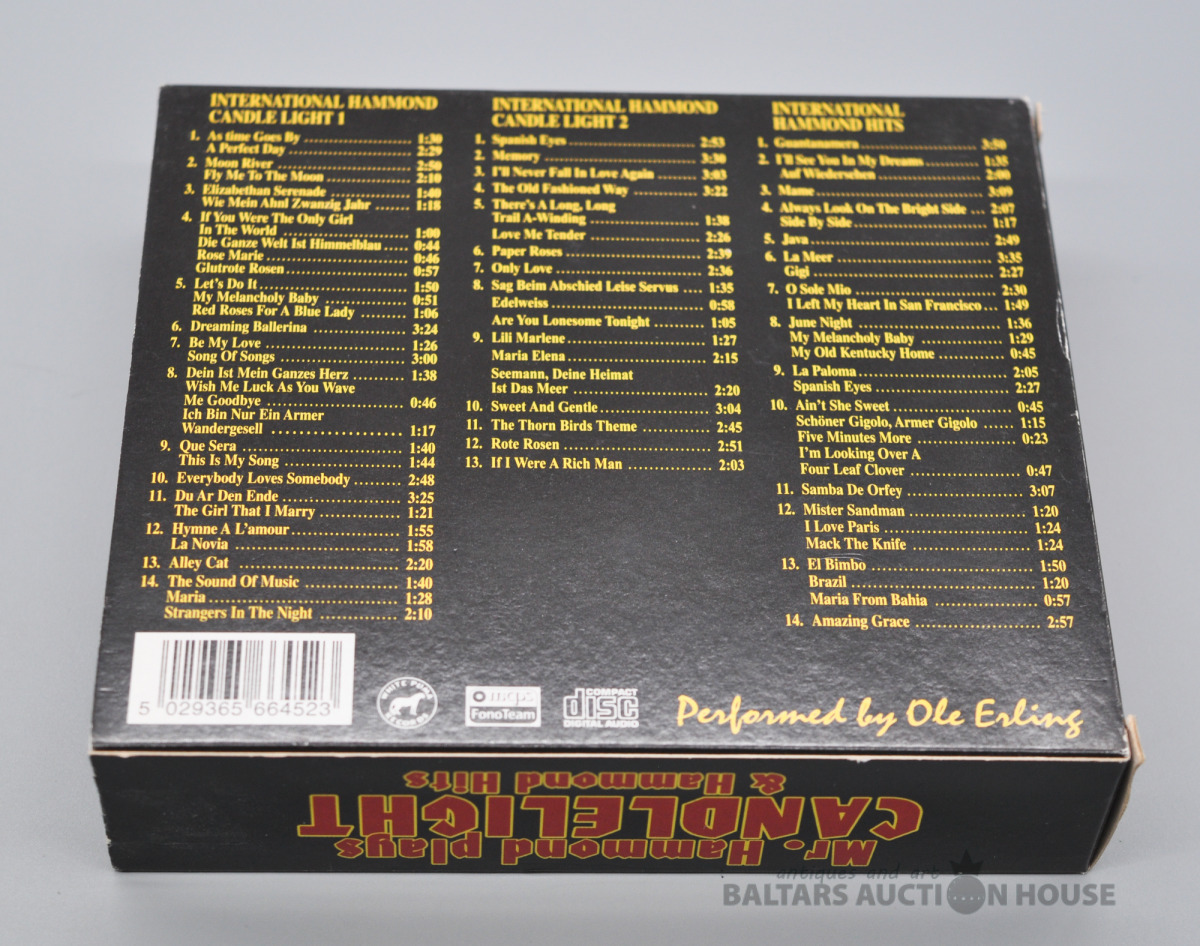 INTERNATIONAL HAMMOND
CANDLE LIGHT 1
1. As time Goes By 1:30
A Perfect Day 2:29
2. Moon River 2:50
Fly Me To The Moon 2:10
3. Elizabethan Serenade 1:40
Wie Mein Ahnl Zwanzig Jahr 1:18
4. If You Were The Only Girl
In The World 1:00
Die Ganze Welt Ist Himmelblau 0:44
Rose Marie 0:46
Glutrote Rosen 0:57
5. Let's Do It 1:50
My Melancholy Baby 0:51
Red Roses For A Blue Lady 1:06
6. Dreaming Ballerina 3:24
7. Be My Love 1:26
Song Of Songs 3:00
8. Dein Ist Mein Ganzes Herz 1:38
Wish Me Luck As You Wave
Me Goodbye 0:46
Ich Bin Nur Ein Armer
Wandergesell 1:17
9. Que Sera 1:40
This Is My Song 1:44
10. Everybody Loves Somebody 2:48
11. Du Ar Den Ende 3:25
The Girl That I Marry 1:21
12. Hymne A L'amour 1:55
La Novia 1:58
13. Alley Cat 2:20
14. The Sound Of Music 1:40
Maria 1:28
Strangers In The Night 2:10
INTERNATIONAL HAMMOND
CANDLE LIGHT 2
1. Spanish Eyes 2:53
2. Memory 3:30
3. I'll Never Fall In Love Again 3:03
4. The Old Fashioned Way 3:22
5. There's A Long, Long
Trail A-Winding 1:38
Love Me Tender 2:26
6. Paper Roses 2:39
7. Only Love 2:36
8. Sag Beim Abschied Leise Servus 1:35
Edelweiss 0:58
Are You Lonesome Tonight 1:05
9. Lili Marlene 1:27
Maria Elena 2:15
Seemann, Deine Heimat
Ist Das Meer 2:20
10. Sweet And Gentle 3:04
11. The Thorn Birds Theme 2:45
12. Rote Rosen 2:51
13. If I Were A Rich Man 2:03
INTERNATIONAL
HAMMOND HITS
1. Guantanamera 3:50
2. I'll See You In My Dreams 1:35
Auf Wiedersehen 2:00
3. Mame 3:09
4. Always Look On The Bright Side 2:07
Side By Side 1:17
5. Java 2:49
6. La Meer 3:35
Gigi 2:27
7. O Sole Mio 2:30
I Left My Heart In San Francisco 1:49
8. June Night 1:36
My Melancholy Baby 1:29
My Old Kentucky Home 0:45
9. La Paloma 2:05
Spanish Eyes 2:27
10. Ain't She Sweet 0:45
Schöner Gigolo, Armer Gigolo 1:15
Five Minutes More 0:23
I'm Looking Over A
Four Leaf Clover 0:47
11. Samba De Orfey 3:07
12. Mister Sandman 1:20
I Love Paris 1:24
Mack The Knife 1:24
13. El Bimbo 1:50
Brazil 1:20
Maria From Bahia 0:57
14. Amazing Grace 2:57
5 029365 664523
WHITE PUMA RECORDS
mcps
FonoTeam
COMPACT
disc
DIGITAL AUDIO
Performed by Ole Erling
Mr. Hammond plays
CANDLELIGHT
& Hammond Hits
antiques and art
BALTARS AUCTION HOUSE